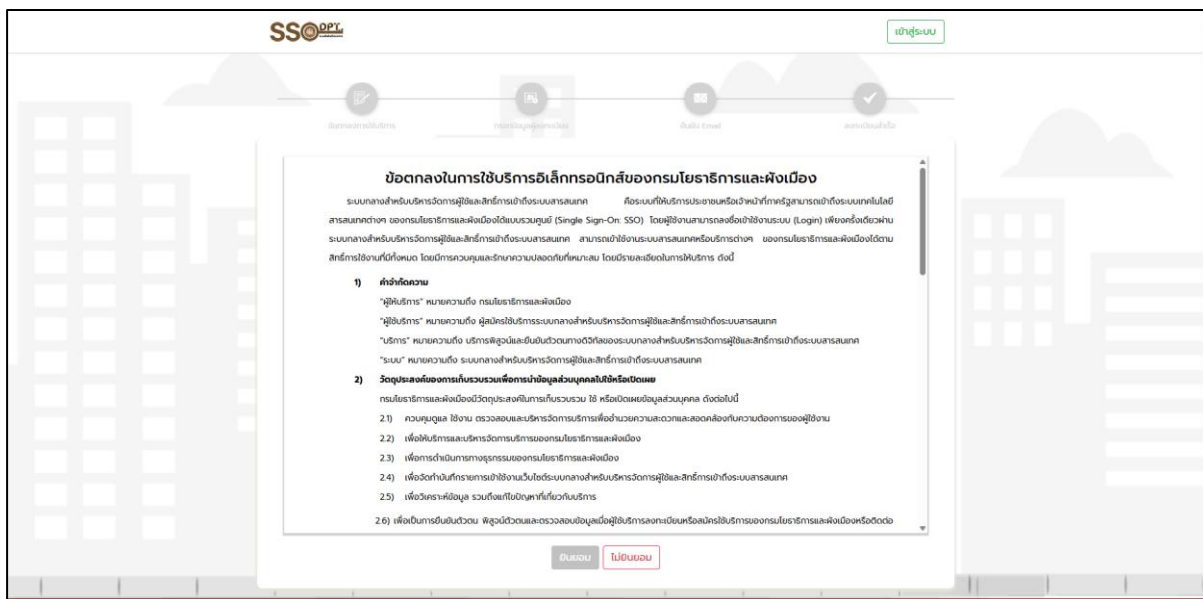 SSO DPT
เข้าสู่ระบบ
ข้อตกลงการใช้บริการ
กรอกข้อมูลผู้ลงทะเบียน
ยืนยัน อีเมลล์
ลงทะเบียนสำเร็จ
ข้อตกลงในการใช้บริการอิเล็กทรอนิกส์ของกรมโยธาธิการและผังเมือง
ระบบกลางสำหรับบริหารจัดการผู้ใช้และสิทธิ์การเข้าถึงระบบสารสนเทศ คือระบบที่ให้บริการประชาชนหรือเจ้าหน้าที่ภาครัฐสามารถเข้าถึงระบบเทคโนโลยี
สารสนเทศต่างๆ ของกรมโยธาธิการและผังเมืองได้แบบรวมศูนย์ (Single Sign-On: SSO) โดยผู้ใช้งานสามารถลงชื่อเข้าใช้งานระบบ (Login) เพียงครั้งเดียวผ่าน
ระบบกลางสำหรับบริหารจัดการผู้ใช้และสิทธิ์การเข้าถึงระบบสารสนเทศ สามารถเข้าใช้งานระบบสารสนเทศหรือบริการต่างๆ ของกรมโยธาธิการและผังเมืองได้ตาม
สิทธิ์การใช้งานที่มีทั้งหมด โดยมีการควบคุมและรักษาความปลอดภัยที่เหมาะสม โดยมีรายละเอียดในการให้บริการ ดังนี้
1) คำจำกัดความ
"ผู้ให้บริการ" หมายความถึง กรมโยธาธิการและผังเมือง
"ผู้ใช้บริการ" หมายความถึง ผู้สมัครใช้บริการระบบกลางสำหรับบริหารจัดการผู้ใช้และสิทธิ์การเข้าถึงระบบสารสนเทศ
"บริการ" หมายความถึง บริการพิสูจน์และยืนยันตัวตนทางดิจิทัลของระบบกลางสำหรับบริหารจัดการผู้ใช้และสิทธิ์การเข้าถึงระบบสารสนเทศ
"ระบบ" หมายความถึง ระบบกลางสำหรับบริหารจัดการผู้ใช้และสิทธิ์การเข้าถึงระบบสารสนเทศ
2) วัตถุประสงค์ของการเก็บรวบรวมเพื่อการนำข้อมูลส่วนบุคคลไปใช้หรือเปิดเผย
กรมโยธาธิการและผังเมืองมีวัตถุประสงค์ในการเก็บรวบรวม ใช้ หรือเปิดเผยข้อมูลส่วนบุคคล ดังต่อไปนี้
2.1) ควบคุมดูแล ใช้งาน ตรวจสอบและบริหารจัดการบริการเพื่ออำนวยความสะดวกและสอดคล้องกับความต้องการของผู้ใช้งาน
2.2) เพื่อให้บริการและบริหารจัดการบริการของกรมโยธาธิการและผังเมือง
2.3) เพื่อการดำเนินการทางธุรกรรมของกรมโยธาธิการและผังเมือง
2.4) เพื่อจัดทำบันทึกรายการเข้าใช้งานเว็บไซต์ระบบกลางสำหรับบริหารจัดการผู้ใช้และสิทธิ์การเข้าถึงระบบสารสนเทศ
2.5) เพื่อวิเคราะห์ข้อมูล รวมถึงแก้ไขปัญหาที่เกี่ยวกับบริการ
2.6) เพื่อเป็นการยืนยันตัวตน พิสูจน์ตัวตนและตรวจสอบข้อมูลเมื่อผู้ใช้บริการลงทะเบียนหรือสมัครใช้บริการของกรมโยธาธิการและผังเมืองหรือติดต่อ
ยินยอม
ไม่ยินยอม